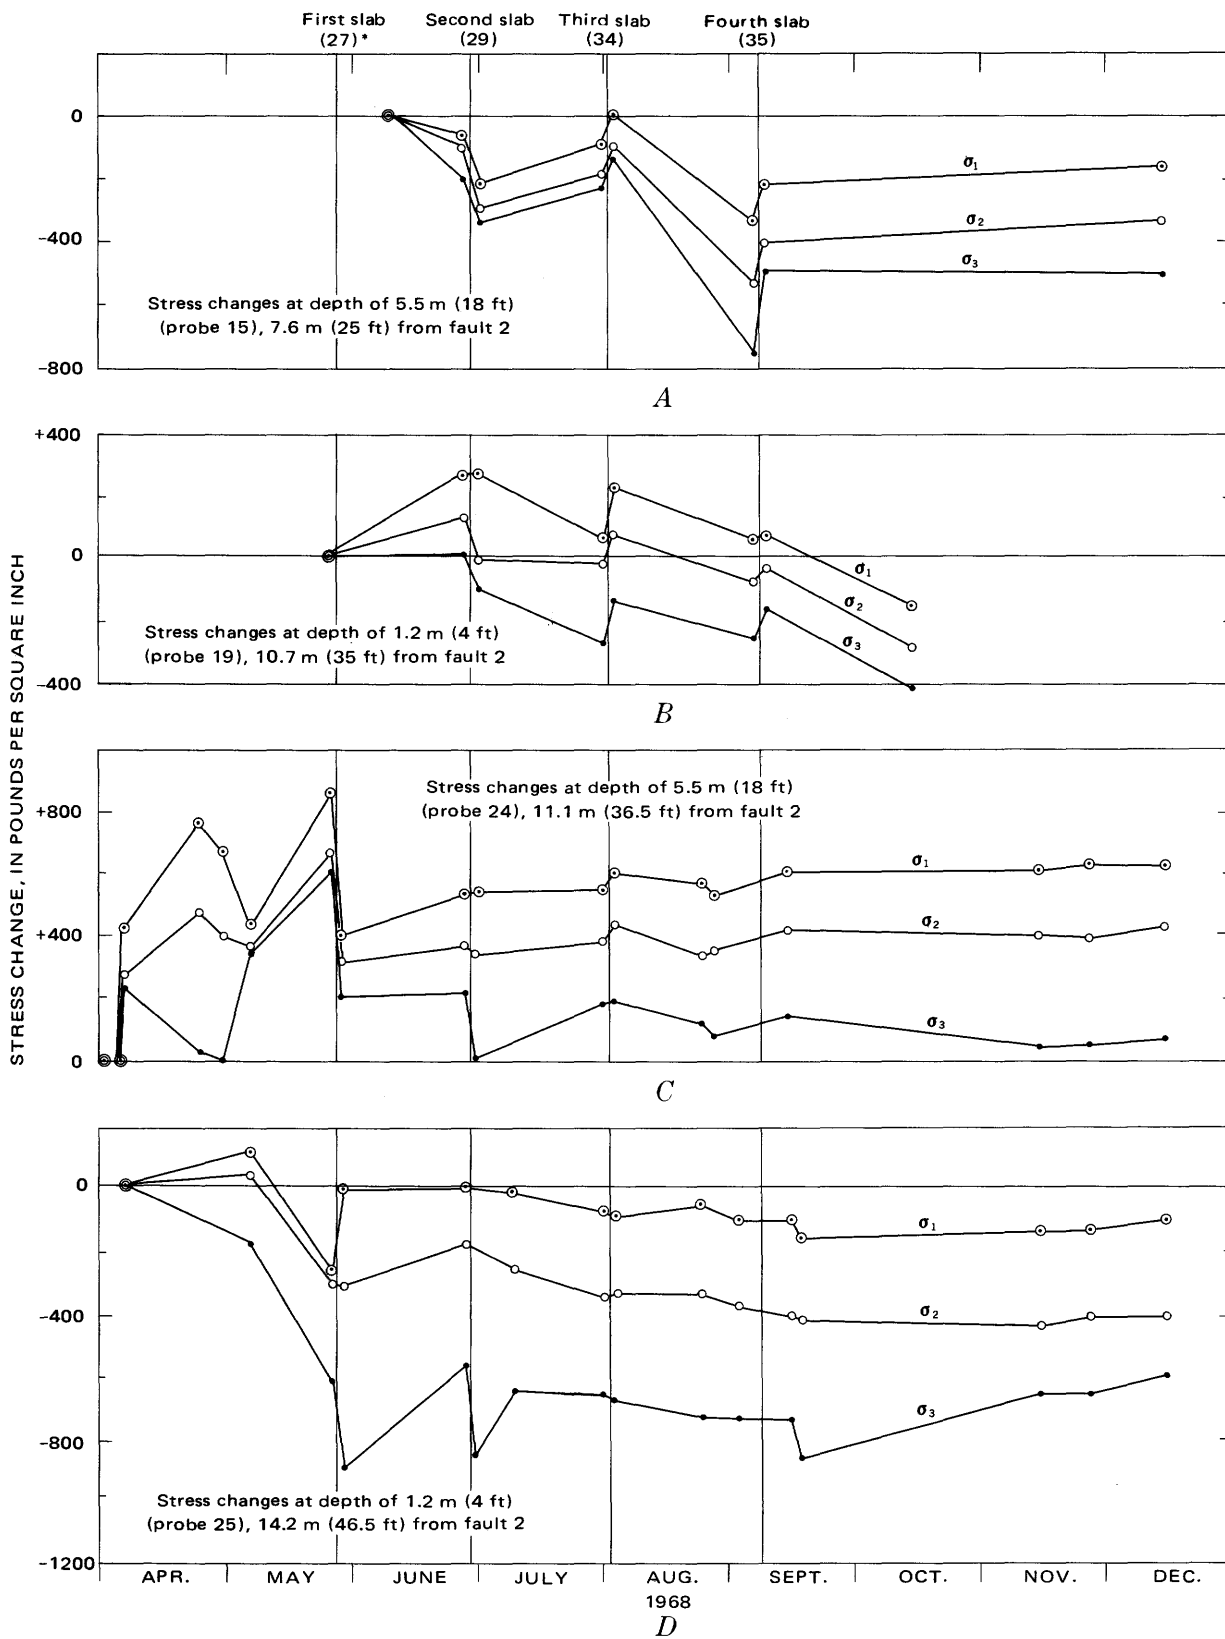 First slab Second slab Third slab Fourth slab
(27)* (29) (34) (35)
STRESS CHANGE, IN POUNDS PER SQUARE INCH
0
-400
-800
σ1
σ2
σ3
Stress changes at depth of 5.5 m (18 ft)
(probe 15), 7.6 m (25 ft) from fault 2
A
+400
0
-400
σ1
σ2
σ3
Stress changes at depth of 1.2 m (4 ft)
(probe 19), 10.7 m (35 ft) from fault 2
B
Stress changes at depth of 5.5 m (18 ft)
(probe 24), 11.1 m (36.5 ft) from fault 2
+800
+400
0
σ1
σ2
σ3
C
0
-400
-800
-1200
σ1
σ2
σ3
Stress changes at depth of 1.2 m (4 ft)
(probe 25), 14.2 m (46.5 ft) from fault 2
APR. MAY JUNE JULY AUG. SEPT. OCT. NOV. DEC.
1968
D